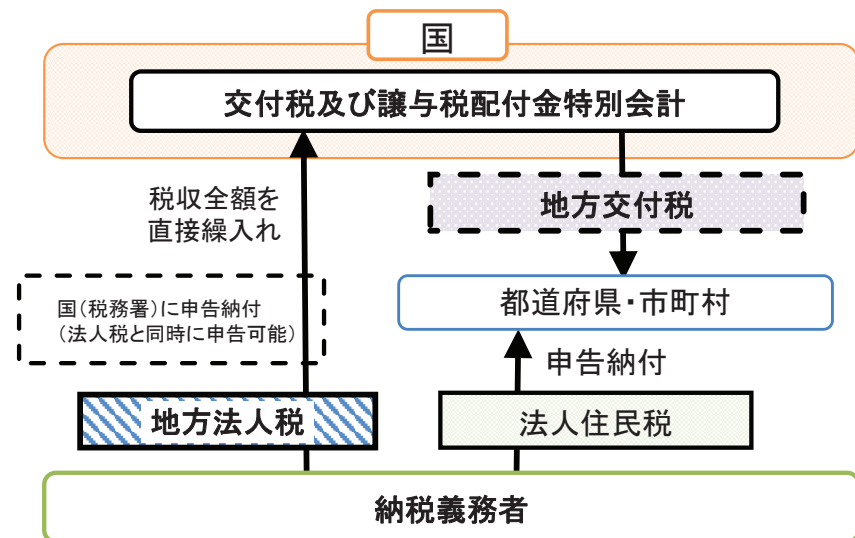 国
交付税及び譲与税配付金特別会計
税収全額を
直接繰入れ
地方交付税
国(税務署)に申告納付
(法人税と同時に申告可能)
都道府県・市町村
申告納付
地方法人税
法人住民税
納税義務者